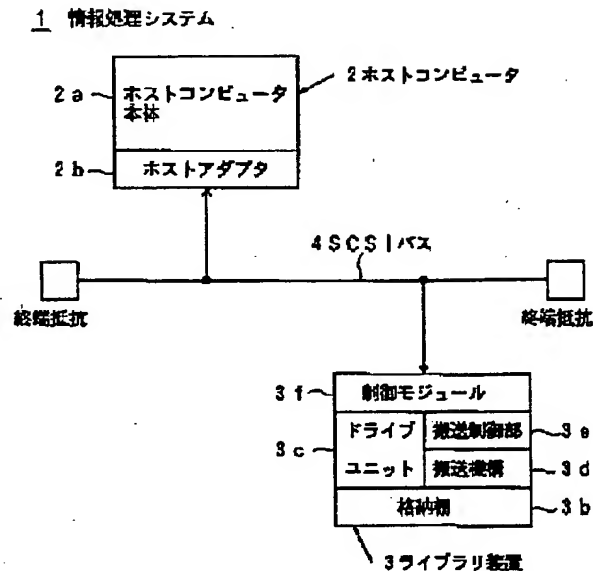 1 情報処理システム
2a
ホストコンピュータ
本体
2ホストコンピュータ
2b
ホストアダプタ
4SCSIバス
終端抵抗
終端抵抗
3f
制御モジュール
3c
ドライブ
ユニット
搬送制御部
3e
搬送機構
3d
格納棚
3b
3ライブラリ装置